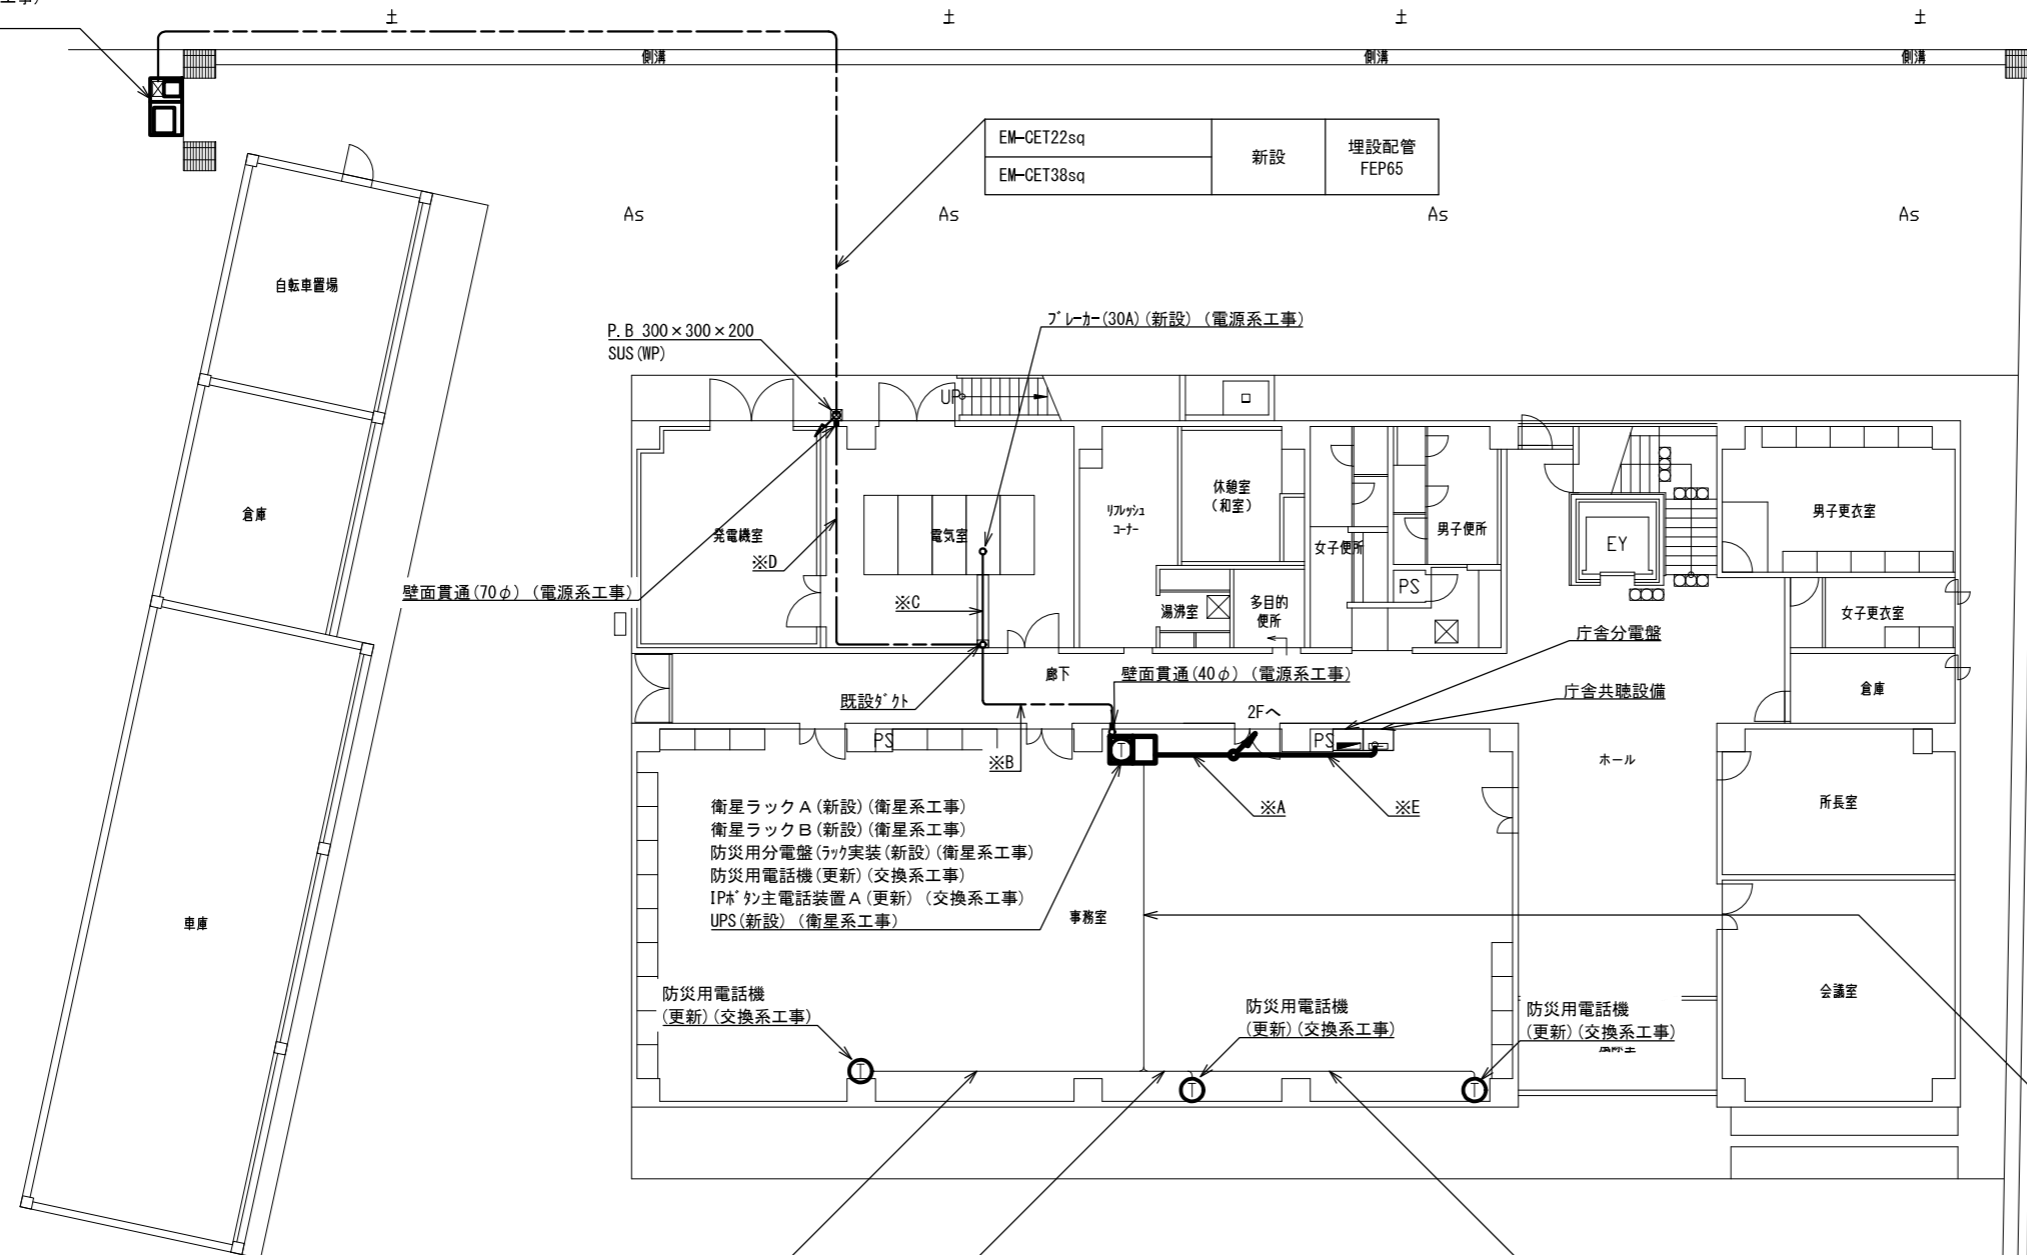 土
土
土
土
側溝
側溝
側溝
EM-CET22sq
EM-CET38sq
新設
埋設配管
FEP65
As
As
As
As
自転車置場
P.B 300×300×200
SUS(WP)
ﾌﾞﾚｰｶｰ(30A)(新設)(電源系工事)
UP
倉庫
発電機室
電気室
ﾘﾌﾚｯｼｭ
ｺｰﾅｰ
休憩室
(和室)
女子便所
男子便所
EY
男子更衣室
※D
壁面貫通(70φ)(電源系工事)
※C
湯沸室
多目的
便所
PS
女子更衣室
庁舎分電盤
既設ﾀﾞｸﾄ
廊下
壁面貫通(40φ)(電源系工事)
庁舎共聴設備
倉庫
2Fへ
PS
PS
※B
ホール
※A
※E
衛星ラックA(新設)(衛星系工事)
衛星ラックB(新設)(衛星系工事)
防災用分電盤(ﾗｯｸ実装(新設)(衛星系工事)
防災用電話機(更新)(交換系工事)
IPﾎﾞﾀﾝ主電話装置A(更新)(交換系工事)
UPS(新設)(衛星系工事)
所長室
車庫
事務室
会議室
防災用電話機
(更新)(交換系工事)
防災用電話機
(更新)(交換系工事)
防災用電話機
(更新)(交換系工事)
T
T
T
T